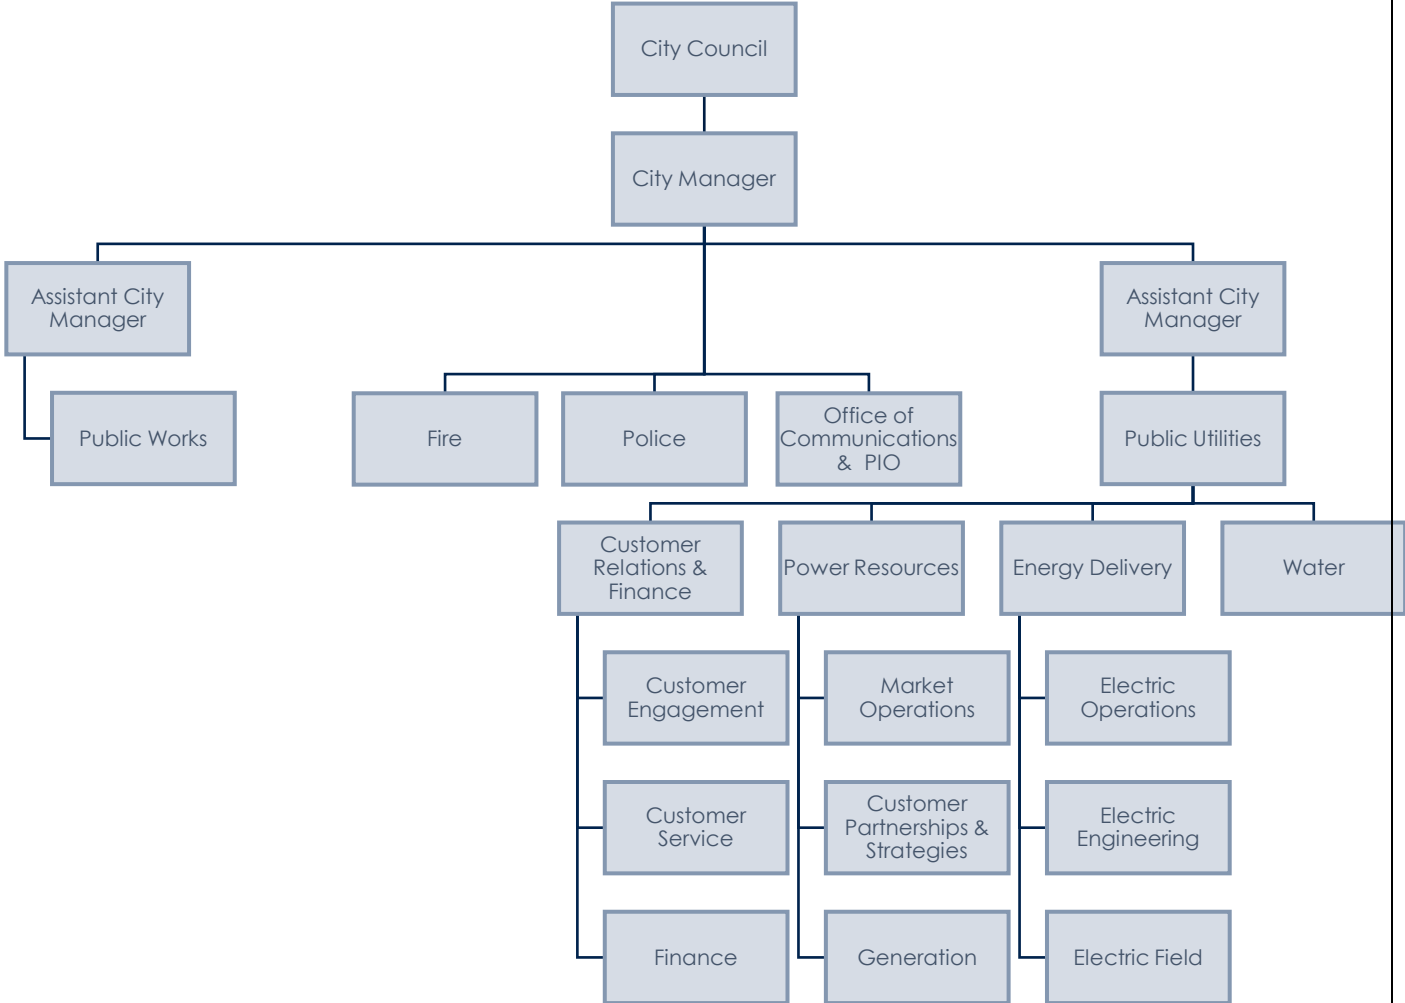 City Council
City Manager
Assistant City
Manager
Assistant City
Manager
Public Works
Fire
Police
Office of
Communications
& PIO
Public Utilities
Customer
Relations &
Finance
Power Resources
Energy Delivery
Water
Customer
Engagement
Market
Operations
Electric
Operations
Customer
Service
Customer
Partnerships &
Strategies
Electric
Engineering
Finance
Generation
Electric Field